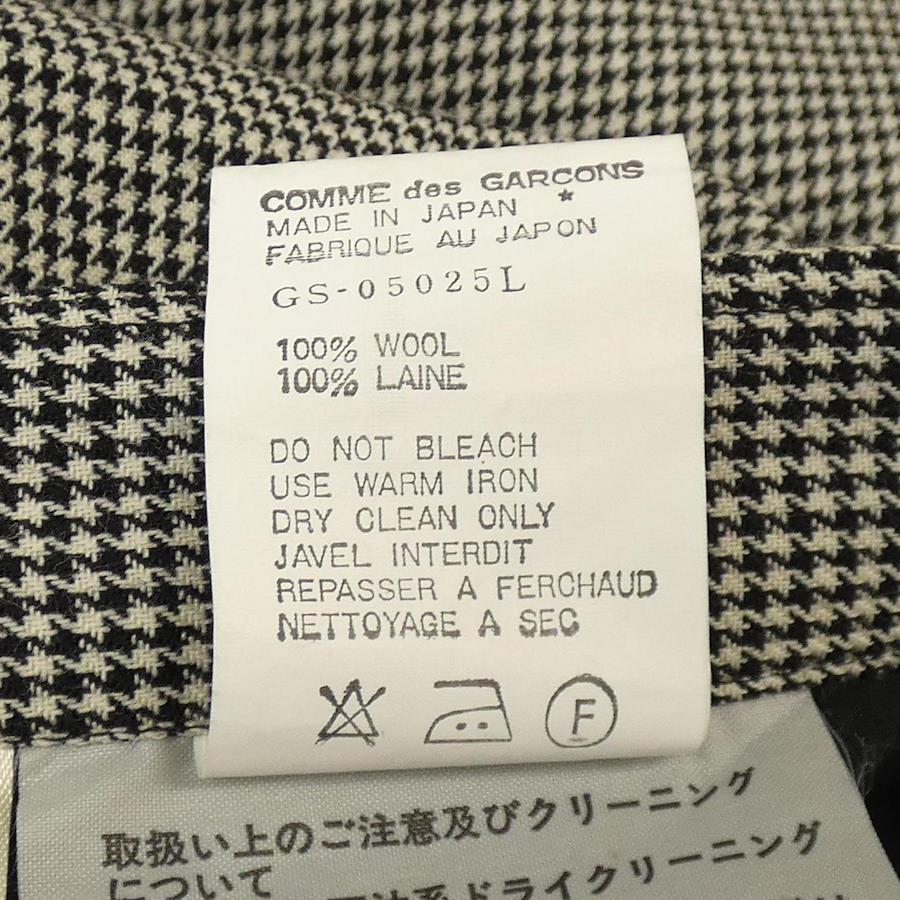 COMME des GARCONS
MADE IN JAPAN ★
FABRIQUE AU JAPON
GS-05025L
100% WOOL
100% LAINE
DO NOT BLEACH
USE WARM IRON
DRY CLEAN ONLY
JAVEL INTERDIT
REPASSER A FERCHAUD
NETTOYAGE A SEC
F
取扱い上のご注意及びクリーニング
について
系ドライクリーニング